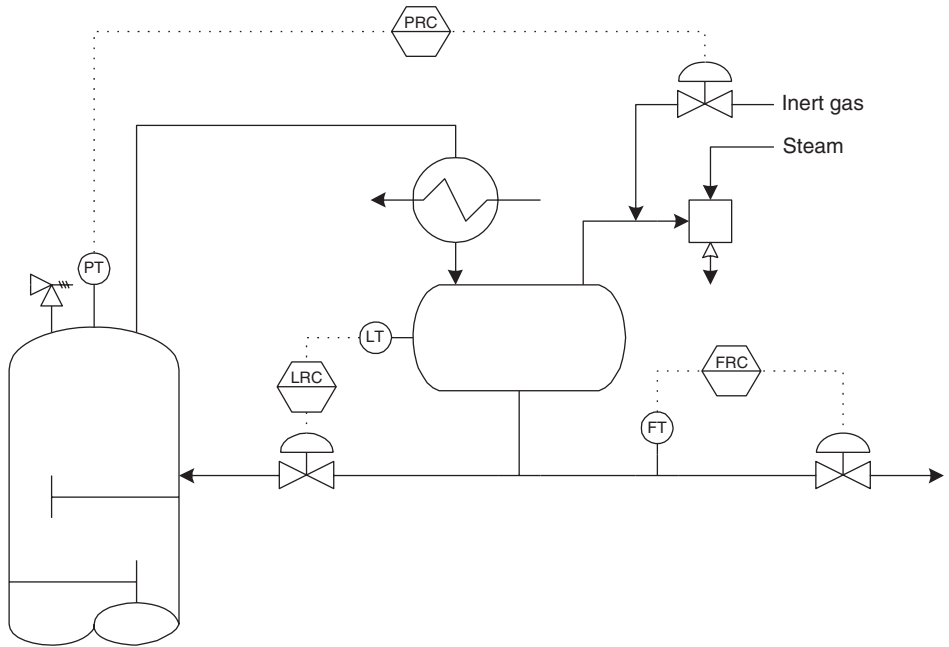 PRC
Inert gas
Steam
PT
LT
LRC
FRC
FT